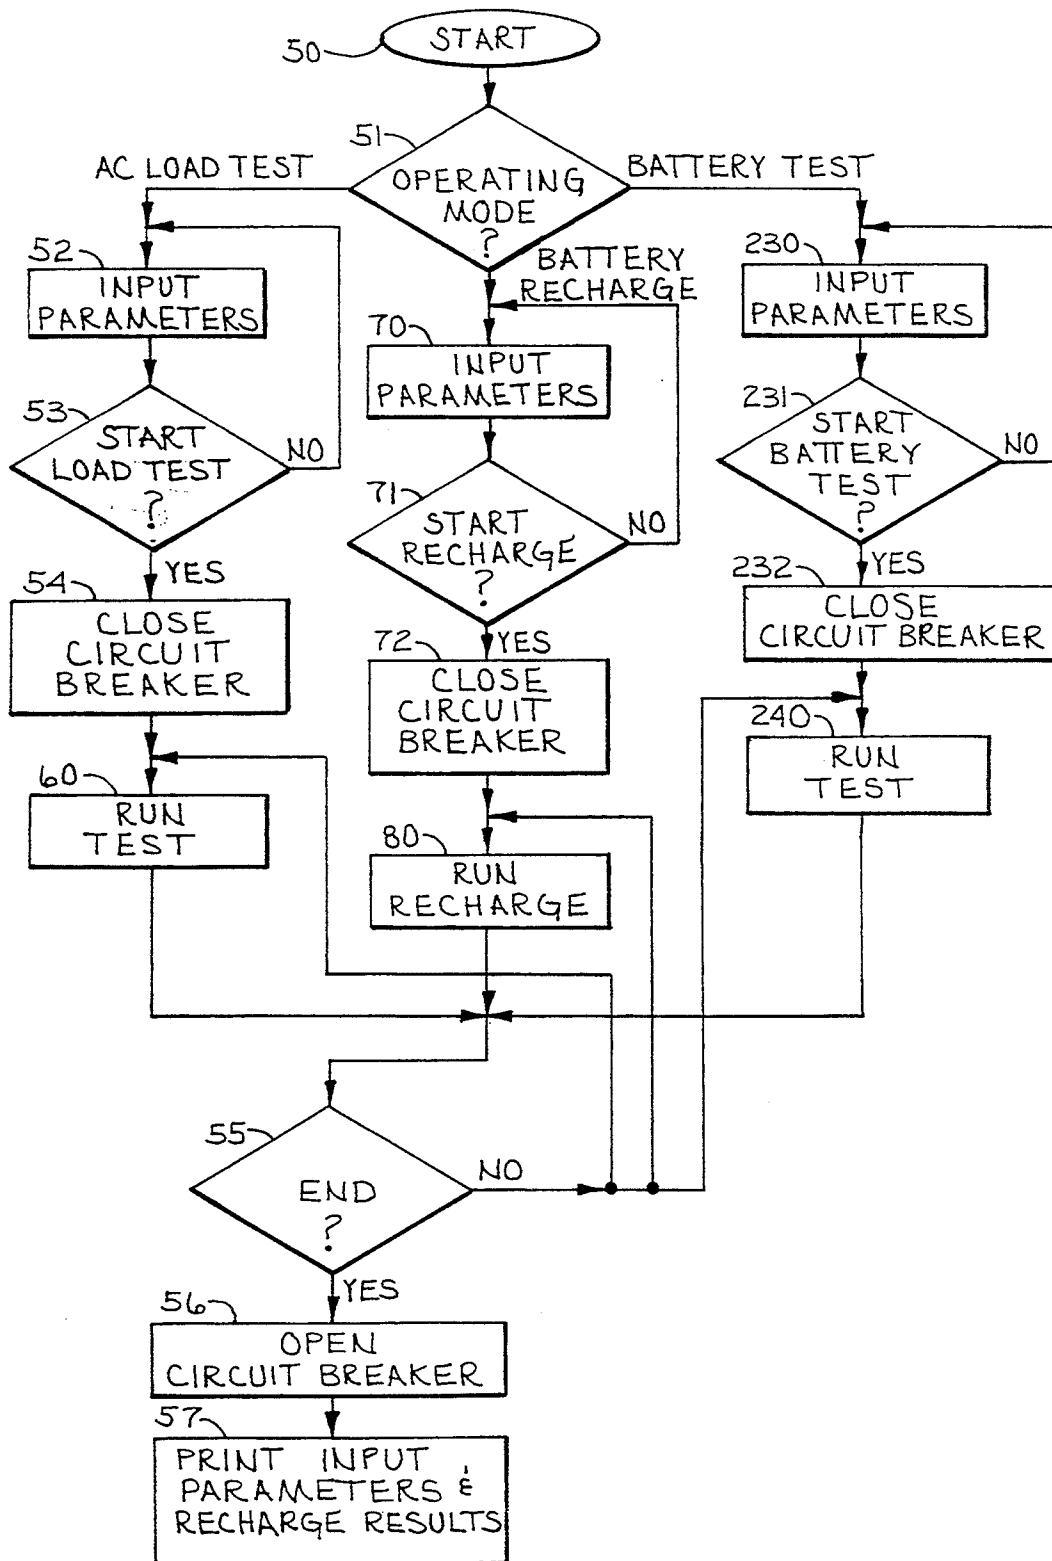 50
START
51
OPERATING
MODE
?
AC LOAD TEST
BATTERY TEST
BATTERY
RECHARGE
52
INPUT
PARAMETERS
53
START
LOAD TEST
?
NO
YES
54
CLOSE
CIRCUIT
BREAKER
60
RUN
TEST
70
INPUT
PARAMETERS
71
START
RECHARGE
?
NO
YES
72
CLOSE
CIRCUIT
BREAKER
80
RUN
RECHARGE
230
INPUT
PARAMETERS
231
START
BATTERY
TEST
?
NO
YES
232
CLOSE
CIRCUIT BREAKER
240
RUN
TEST
55
END
?
NO
YES
56
OPEN
CIRCUIT BREAKER
57
PRINT INPUT
PARAMETERS &
RECHARGE RESULTS